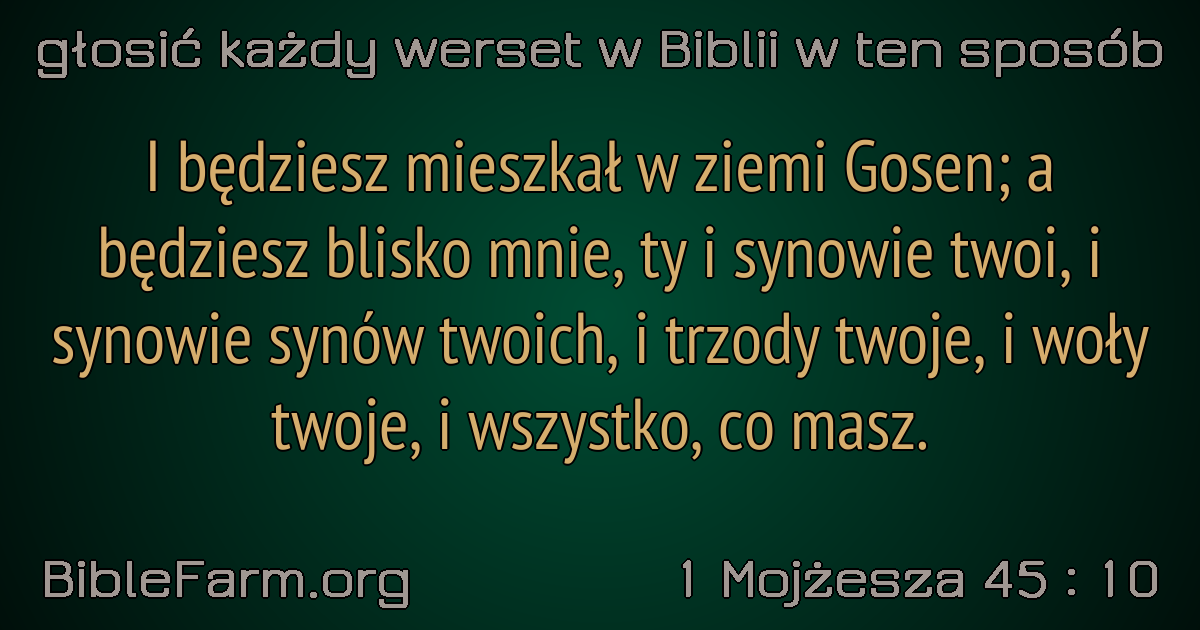 głosić każdy werset w Biblii w ten sposób
I będziesz mieszkał w ziemi Gosen; a
będziesz blisko mnie, ty i synowie twoi, i
synowie synów twoich, i trzody twoje, i woły
twoje, i wszystko, co masz.
BibleFarm.org
1 Mojżesza 45 : 10